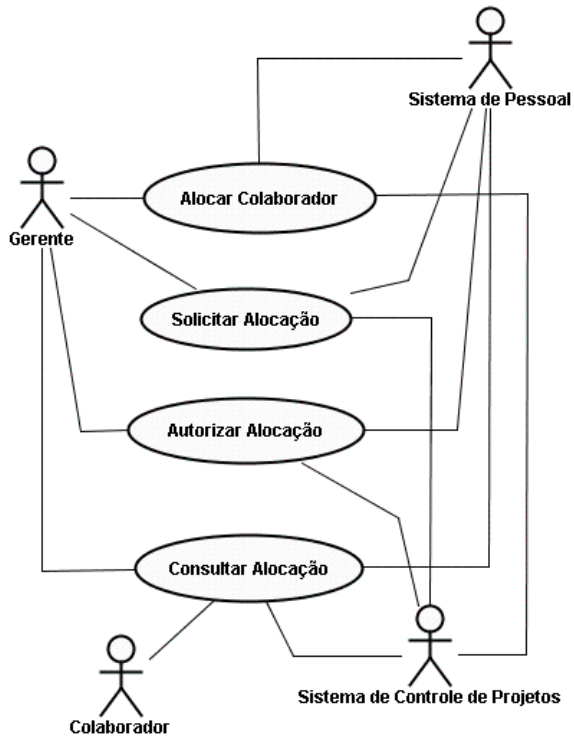 Sistema de Pessoal
Alocar Colaborador
Gerente
Solicitar Alocação
Autorizar Alocação
Consultar Alocação
Sistema de Controle de Projetos
Colaborador